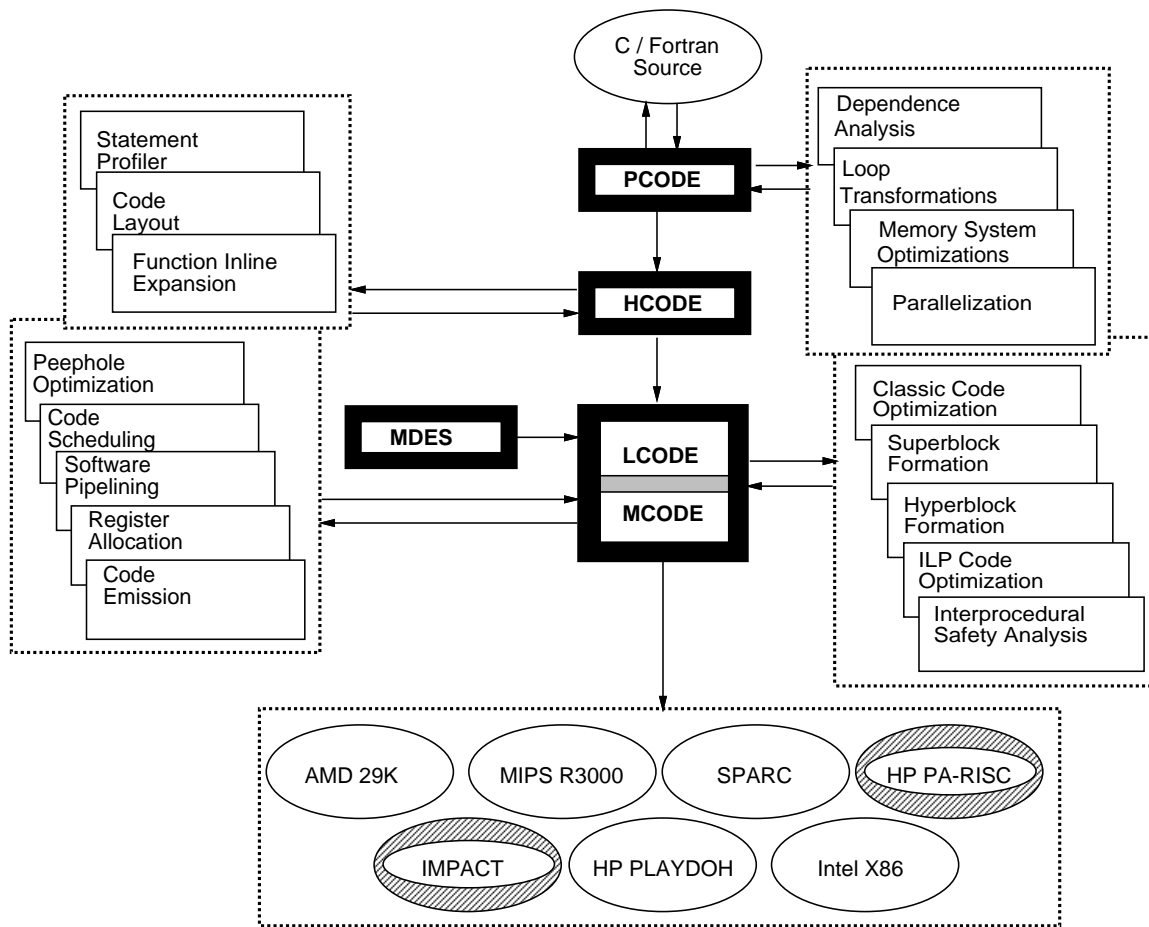 C / Fortran
Source
Dependence
Analysis
Loop
Transformations
Memory System
Optimizations
Parallelization
Statement
Profiler
Code
Layout
Function Inline
Expansion
PCODE
HCODE
Peephole
Optimization
Code
Scheduling
Software
Pipelining
Register
Allocation
Code
Emission
MDES
LCODE
MCODE
Classic Code
Optimization
Superblock
Formation
Hyperblock
Formation
ILP Code
Optimization
Interprocedural
Safety Analysis
AMD 29K
MIPS R3000
SPARC
HP PA-RISC
IMPACT
HP PLAYDOH
Intel X86